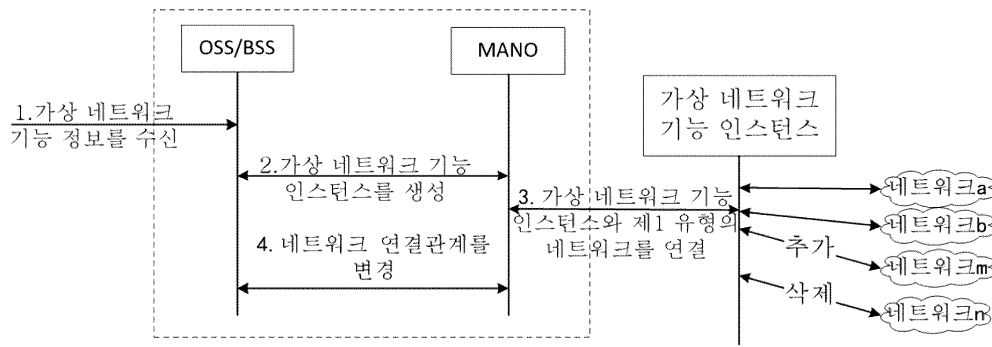 OSS/BSS
MANO
가상 네트워크
기능 인스턴스
1.가상 네트워크
기능 정보를 수신
2.가상 네트워크 기능
인스턴스를 생성
3. 가상 네트워크 기능
인스턴스와 제1 유형의
네트워크를 연결
4. 네트워크 연결관계를
변경
네트워크a
네트워크b
추가
네트워크m
삭제
네트워크n